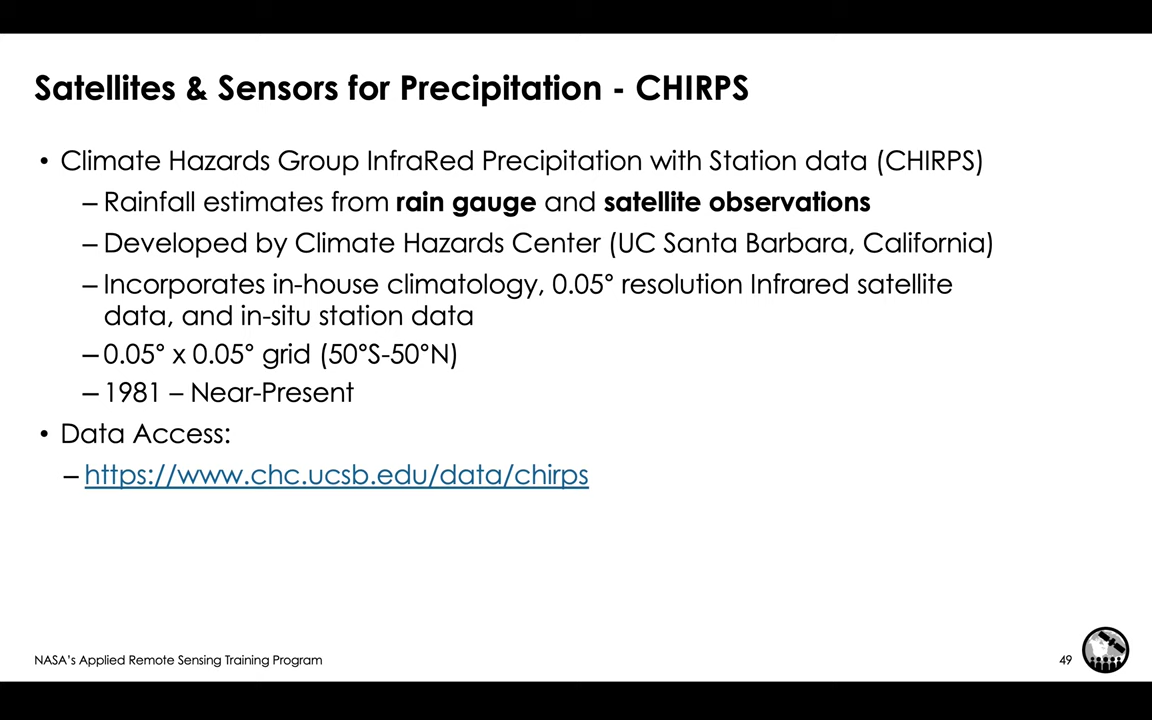 Satellites & Sensors for Precipitation - CHIRPS
• Climate Hazards Group InfraRed Precipitation with Station data (CHIRPS)
– Rainfall estimates from rain gauge and satellite observations
– Developed by Climate Hazards Center (UC Santa Barbara, California)
– Incorporates in-house climatology, 0.05° resolution Infrared satellite
data, and in-situ station data
– 0.05° x 0.05° grid (50°S-50°N)
– 1981 – Near-Present
• Data Access:
– https://www.chc.ucsb.edu/data/chirps
NASA's Applied Remote Sensing Training Program
49